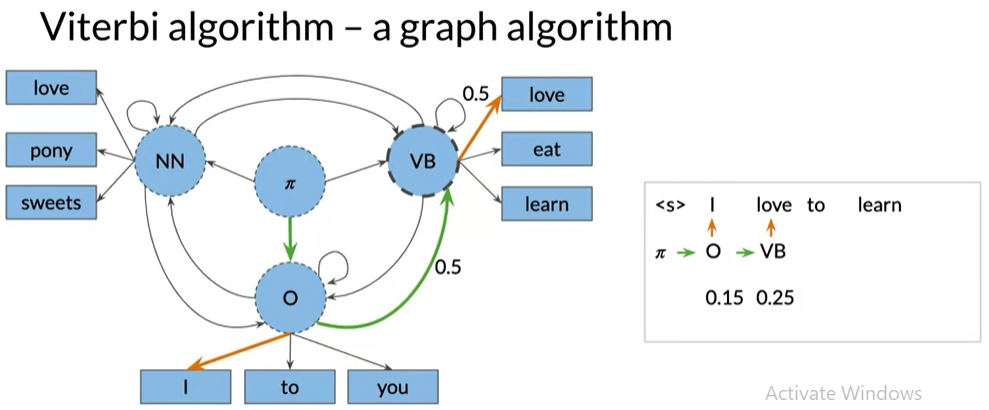 Viterbi algorithm – a graph algorithm
love
pony
sweets
NN
π
VB
0.5
love
eat
learn
O
0.5
I
to
you
<s> I love to learn
π → O → VB
0.15 0.25
Activate Windows